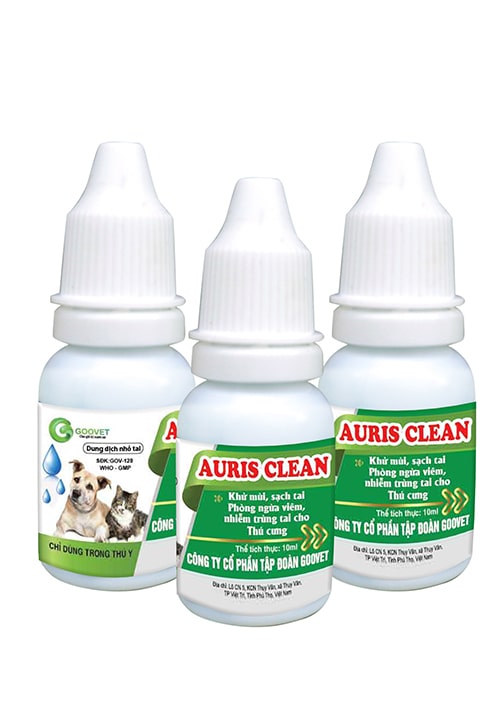 GOOVET
Dung dịch nhỏ tai
SĐK:GOV-128
WHO - GMP
CHỈ DÙNG TRONG THÚ Y
AURIS CLEAN
Khử mùi, sạch tai
Phòng ngừa viêm,
nhiễm trùng tai cho
Thú cưng
Thể tích thực: 10ml
CÔNG TY CỔ PHẦN TẬP ĐOÀN GOOVET
Địa chỉ: Lô CN 5, KCN Thụy Vân, xã Thụy Vân,
TP Việt Trì, Tỉnh Phú Thọ, Việt Nam
AURIS CLEAN
Khử mùi, sạch tai
Phòng ngừa viêm,
nhiễm trùng tai cho
Thú cưng
Thể tích thực: 10ml
CÔNG TY CỔ PHẦN TẬP ĐOÀN GOOVET
Địa chỉ: Lô CN 5, KCN Thụy Vân, xã Thụy Vân,
TP Việt Trì, Tỉnh Phú Thọ, Việt Nam